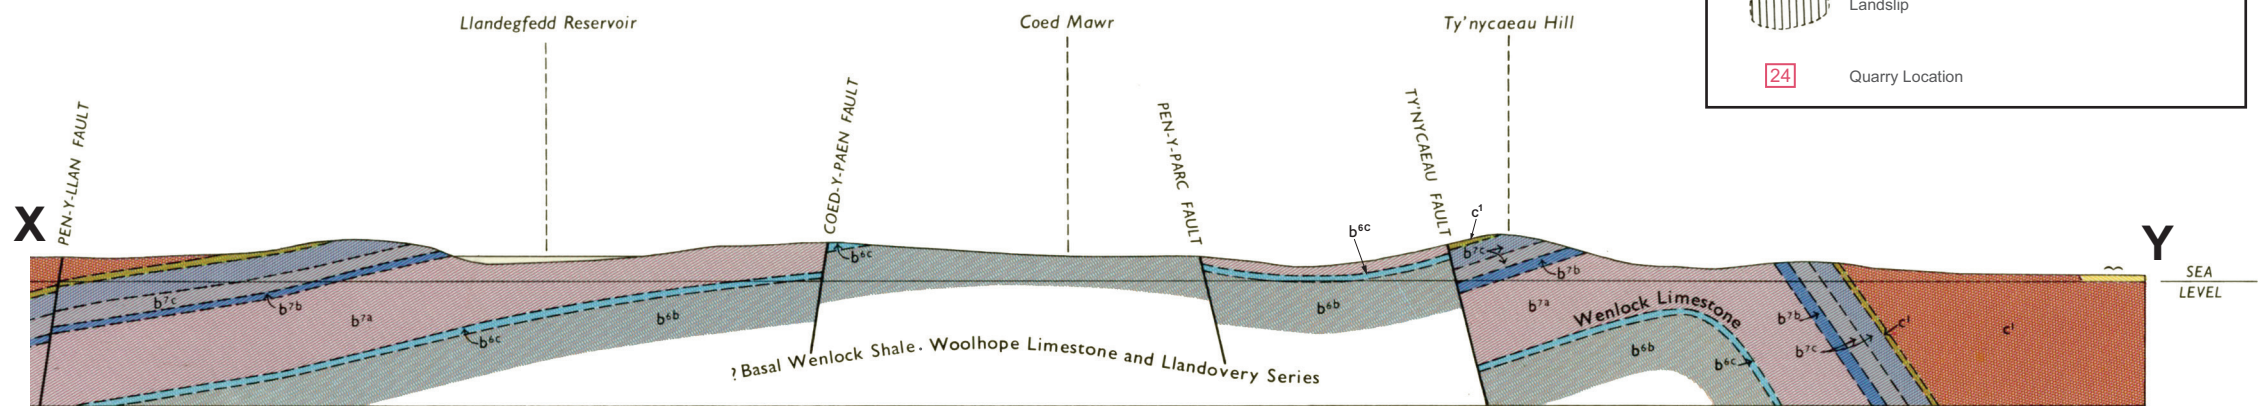 Landslip
24 Quarry Location
Llandegfedd Reservoir
Coed Mawr
Ty'nycaeau Hill
PEN-Y-LLAN FAULT
COED-Y-PAEN FAULT
PEN-Y-PARC FAULT
TY'NYCAEAU FAULT
X
Y
SEA
LEVEL
c¹
b⁶ᶜ
b⁶ᶜ
b⁷ᶜ
b⁷ᵇ
b⁷ᶜ
b⁷ᵇ
b⁷ᵃ
b⁶ᵇ
b⁶ᶜ
b⁶ᵇ
b⁷ᵃ
Wenlock Limestone
b⁷ᵇ
c¹
c¹
b⁶ᵇ
b⁶ᶜ
b⁷ᶜ
? Basal Wenlock Shale. Woolhope Limestone and Llandovery Series